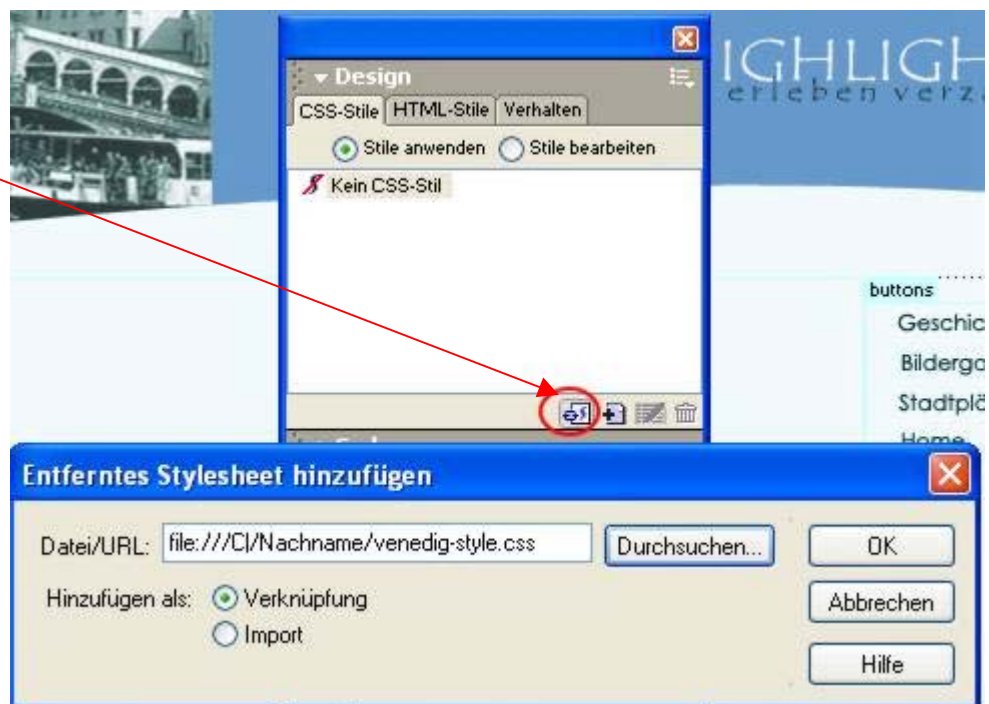 IGHLIGH
erleben verza
Design
CSS-Stile HTML-Stile Verhalten
Stile anwenden Stile bearbeiten
Kein CSS-Stil
buttons
Geschic
Bilderga
Stadtplä
Home
Entferntes Stylesheet hinzufügen
Datei/URL: file:///C|/Nachname/venedig-style.css Durchsuchen... OK
Hinzufügen als: Verknüpfung Abbrechen
Import
Hilfe